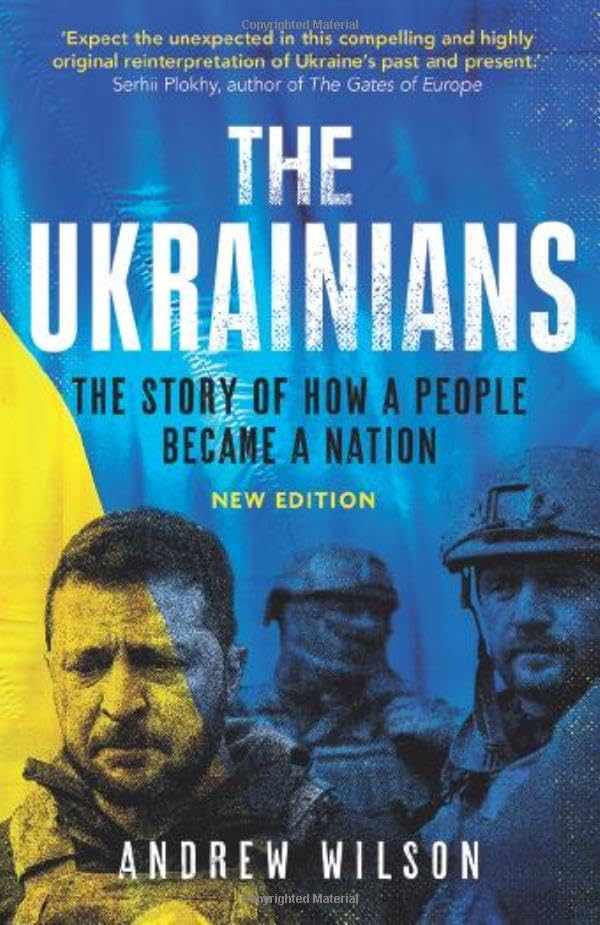 Copyrighted Material
'Expect the unexpected in this compelling and highly
original reinterpretation of Ukraine's past and present.'
Serhii Plokhy, author of The Gates of Europe
THE
UKRAINIANS
THE STORY OF HOW A PEOPLE
BECAME A NATION
NEW EDITION
ANDREW WILSON
Copyrighted Material